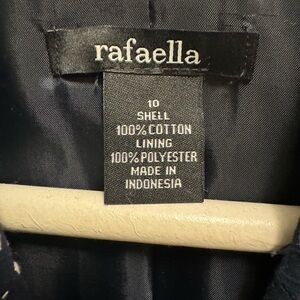 rafaella
10
SHELL
100% COTTON
LINING
100% POLYESTER
MADE IN
INDONESIA